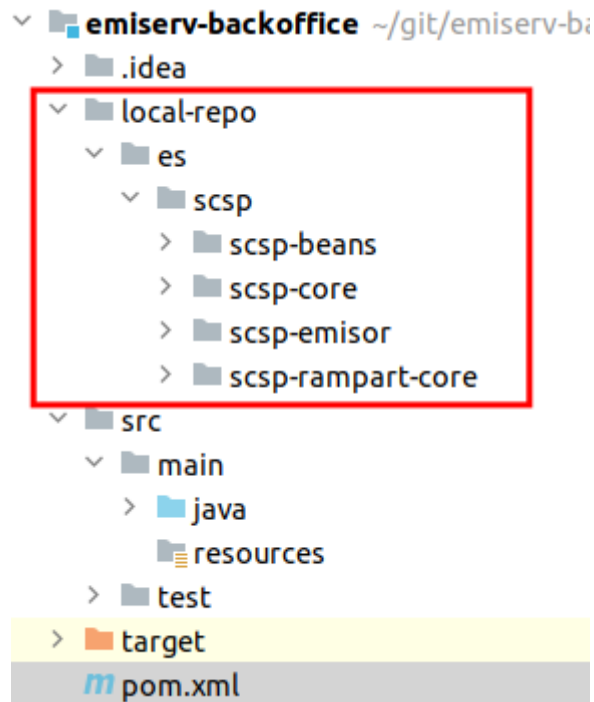 emiserv-backoffice ~/git/emiserv-ba
.idea
local-repo
es
scsp
scsp-beans
scsp-core
scsp-emisor
scsp-rampart-core
src
main
java
resources
test
target
m pom.xml